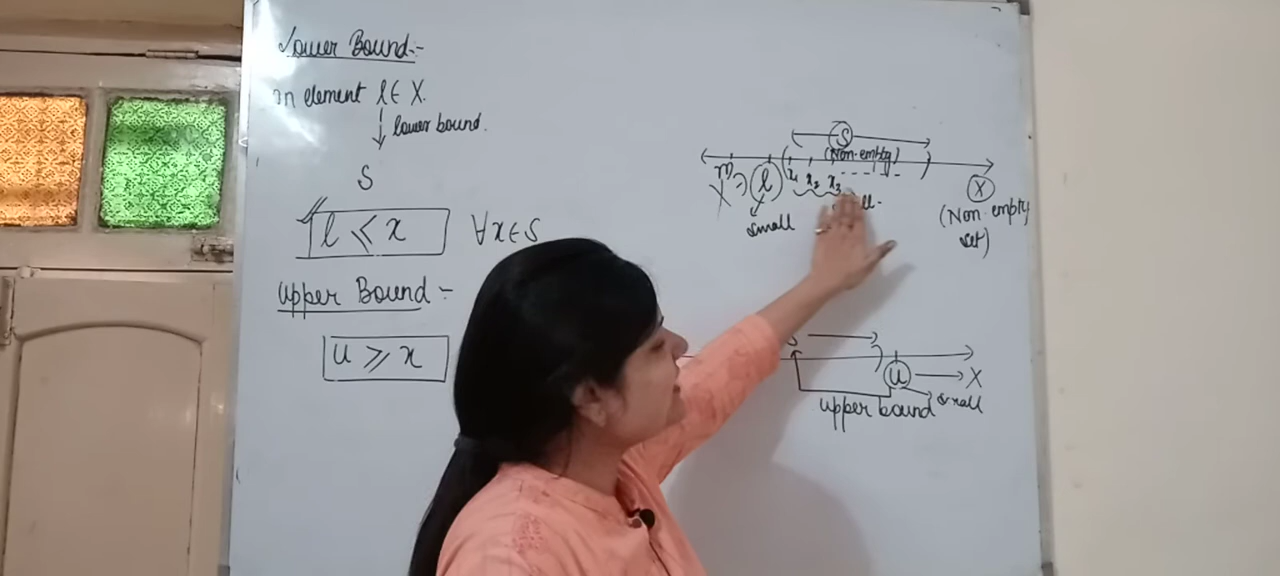 Lower Bound:-
an element l ∈ X.
lower bound.
S
l ⩽ x ∀x∈S
Upper Bound:-
u ⩾ x
S
(Non-empty)
m l x₁ x₂ x₃ - - - -
X
small
(Non-empty
set)
S
u → X
upper bound small